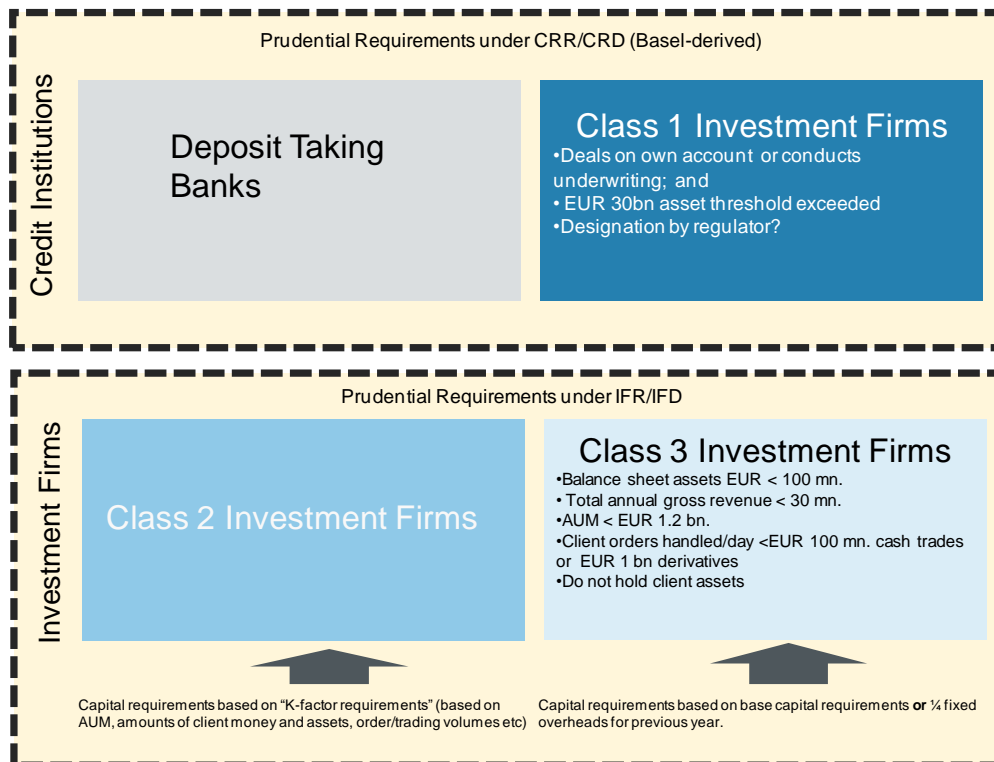 Prudential Requirements under CRR/CRD (Basel-derived)
Credit Institutions
Deposit Taking
Banks
Class 1 Investment Firms
•Deals on own account or conducts
underwriting; and
• EUR 30bn asset threshold exceeded
•Designation by regulator?
Prudential Requirements under IFR/IFD
Investment Firms
Class 2 Investment Firms
Class 3 Investment Firms
•Balance sheet assets EUR < 100 mn.
• Total annual gross revenue < 30 mn.
•AUM < EUR 1.2 bn.
•Client orders handled/day <EUR 100 mn. cash trades
or EUR 1 bn derivatives
•Do not hold client assets
Capital requirements based on “K-factor requirements” (based on
AUM, amounts of client money and assets, order/trading volumes etc)
Capital requirements based on base capital requirements or ¼ fixed
overheads for previous year.